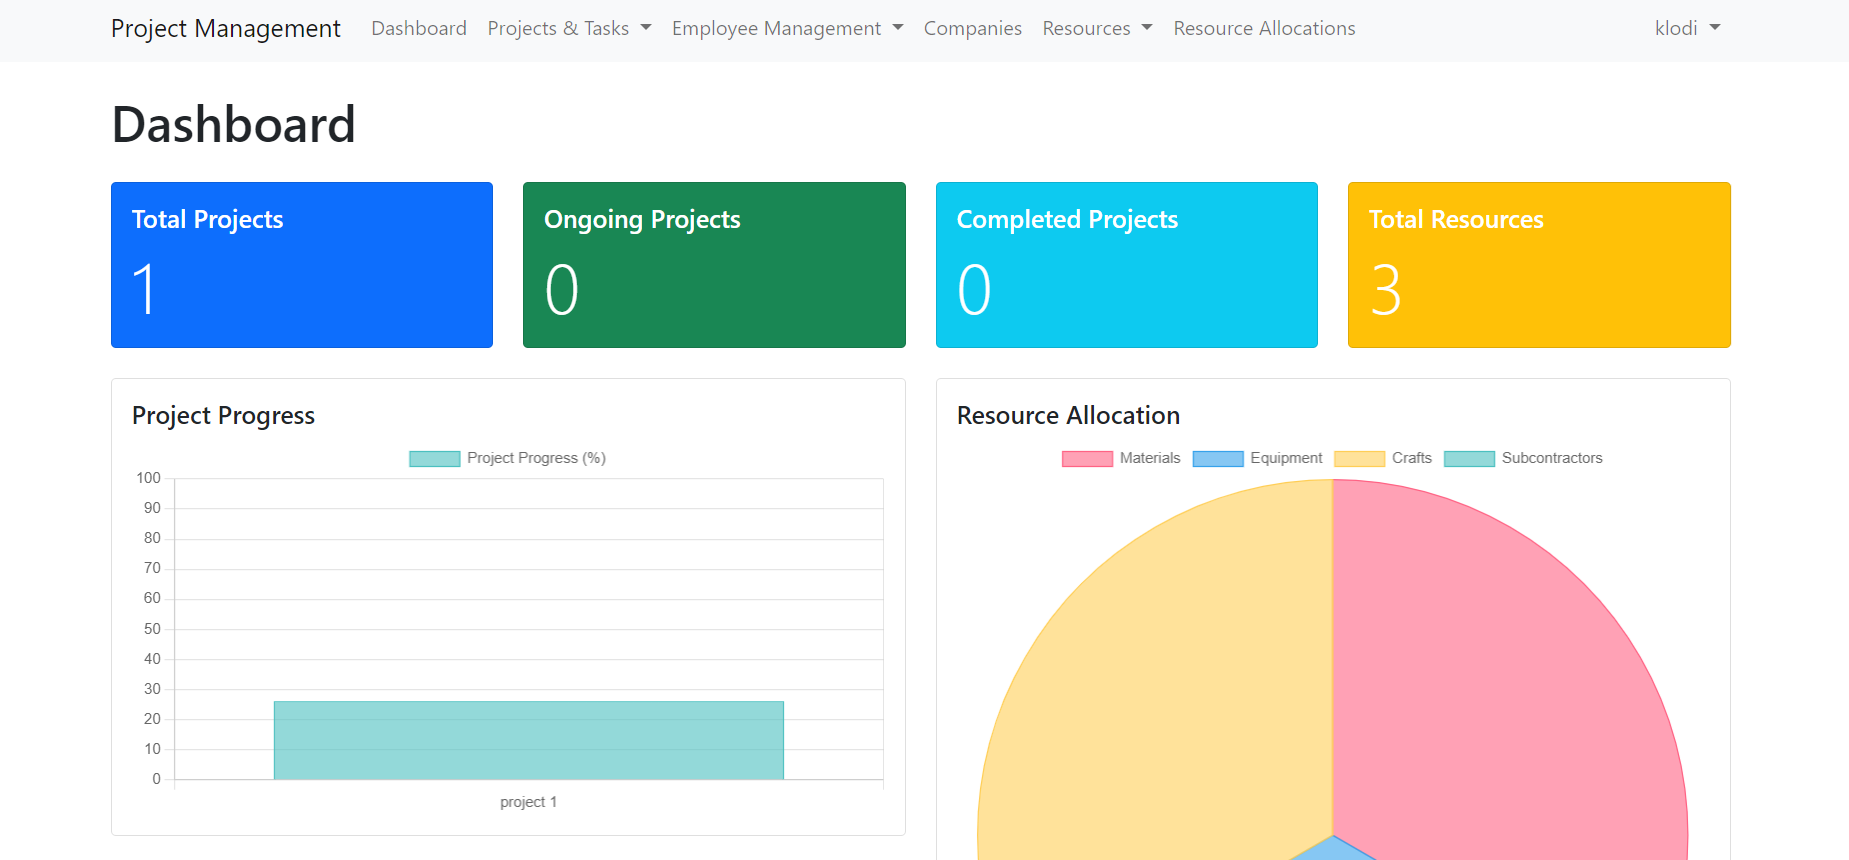 Project Management Dashboard Projects & Tasks Employee Management Companies Resources Resource Allocations klodi
Dashboard
Total Projects
1
Ongoing Projects
0
Completed Projects
0
Total Resources
3
Project Progress
Project Progress (%)
100
90
80
70
60
50
40
30
20
10
0
project 1
Resource Allocation
Materials Equipment Crafts Subcontractors